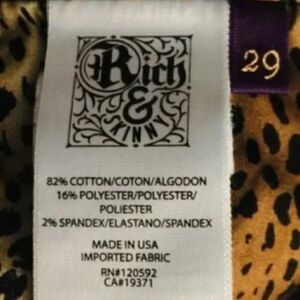 Rich
&
SKINNY
29
82% COTTON/COTON/ALGODON
16% POLYESTER/POLYESTER/
POLIESTER
2% SPANDEX/ELASTANO/SPANDEX
MADE IN USA
IMPORTED FABRIC
RN#120592
CA#19371